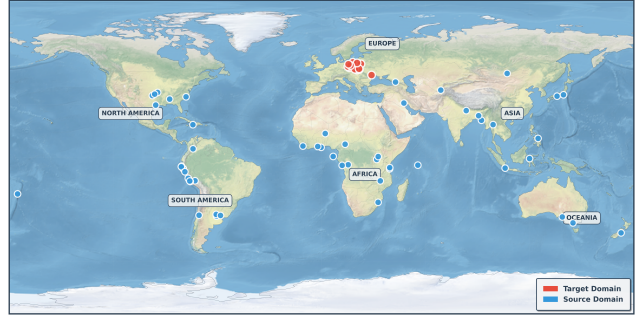 EUROPE
NORTH AMERICA
ASIA
AFRICA
SOUTH AMERICA
OCEANIA
Target Domain
Source Domain